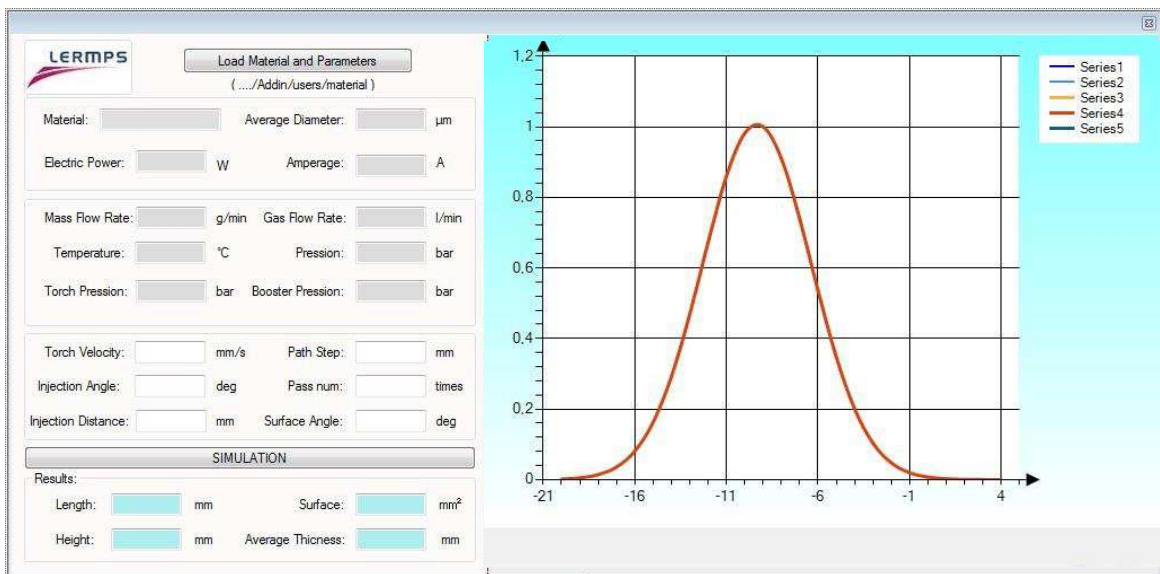 LERMPS
Load Material and Parameters
( ..../Addin/users/material )
Material: Average Diameter: µm
Electric Power: W Amperage: A
Mass Flow Rate: g/min Gas Flow Rate: l/min
Temperature: °C Pression: bar
Torch Pression: bar Booster Pression: bar
Torch Velocity: mm/s Path Step: mm
Injection Angle: deg Pass num: times
Injection Distance: mm Surface Angle: deg
SIMULATION
Results:
Length: mm Surface: mm²
Height: mm Average Thicness: mm
1,2
1
0,8
0,6
0,4
0,2
0
-21 -16 -11 -6 -1 4
Series1
Series2
Series3
Series4
Series5